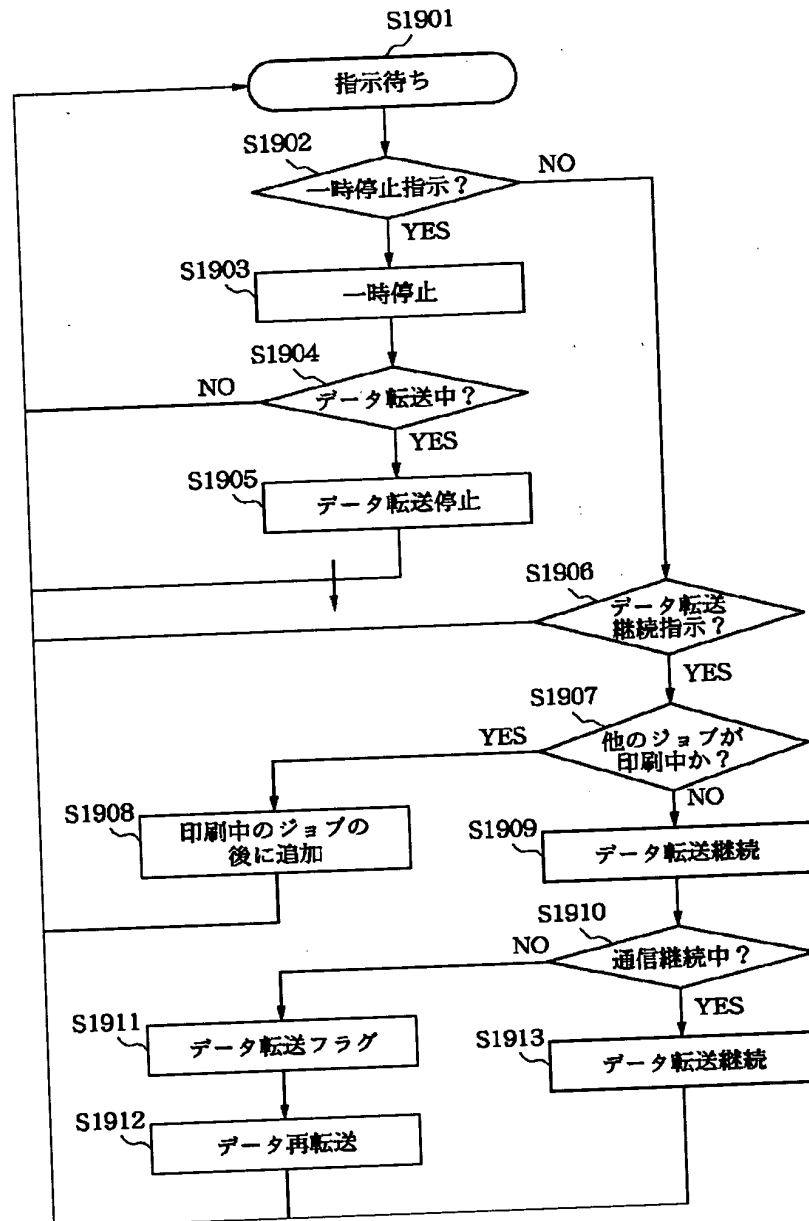 S1901
指示待ち
S1902
一時停止指示?
NO
YES
S1903
一時停止
S1904
NO
データ転送中?
YES
S1905
データ転送停止
S1906
データ転送
継続指示?
YES
S1907
YES
他のジョブが
印刷中か?
NO
S1908
印刷中のジョブの
後に追加
S1909
データ転送継続
S1910
NO
通信継続中?
YES
S1911
データ転送フラグ
S1913
データ転送継続
S1912
データ再転送